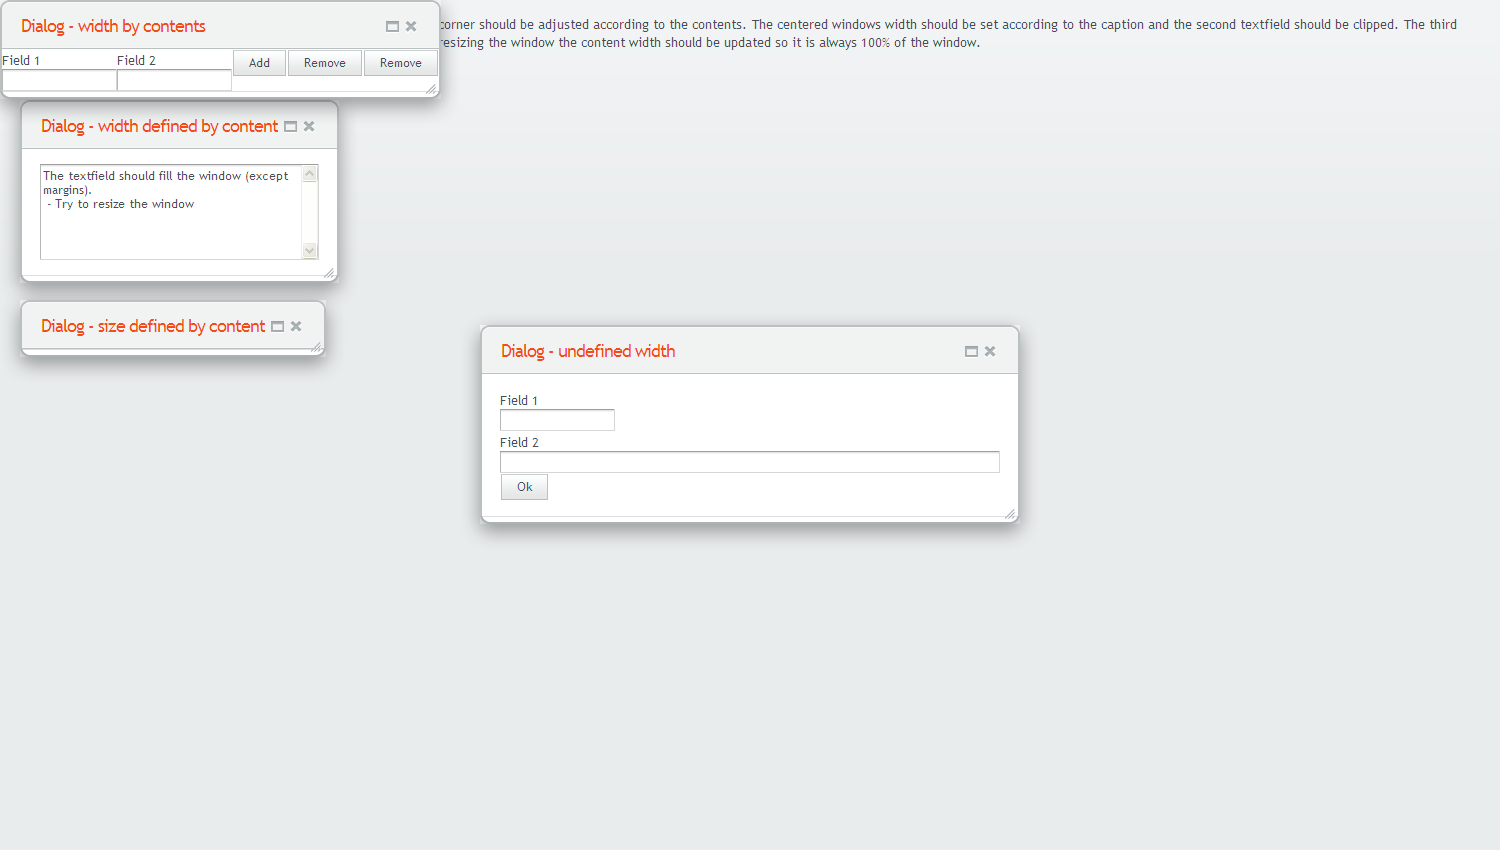 Dialog - width by contents
corner should be adjusted according to the contents. The centered windows width should be set according to the caption and the second textfield should be clipped. The third
resizing the window the content width should be updated so it is always 100% of the window.
Field 1 Field 2 Add Remove Remove
Dialog - width defined by content
The textfield should fill the window (except
margins).
- Try to resize the window
Dialog - size defined by content
Dialog - undefined width
Field 1
Field 2
Ok